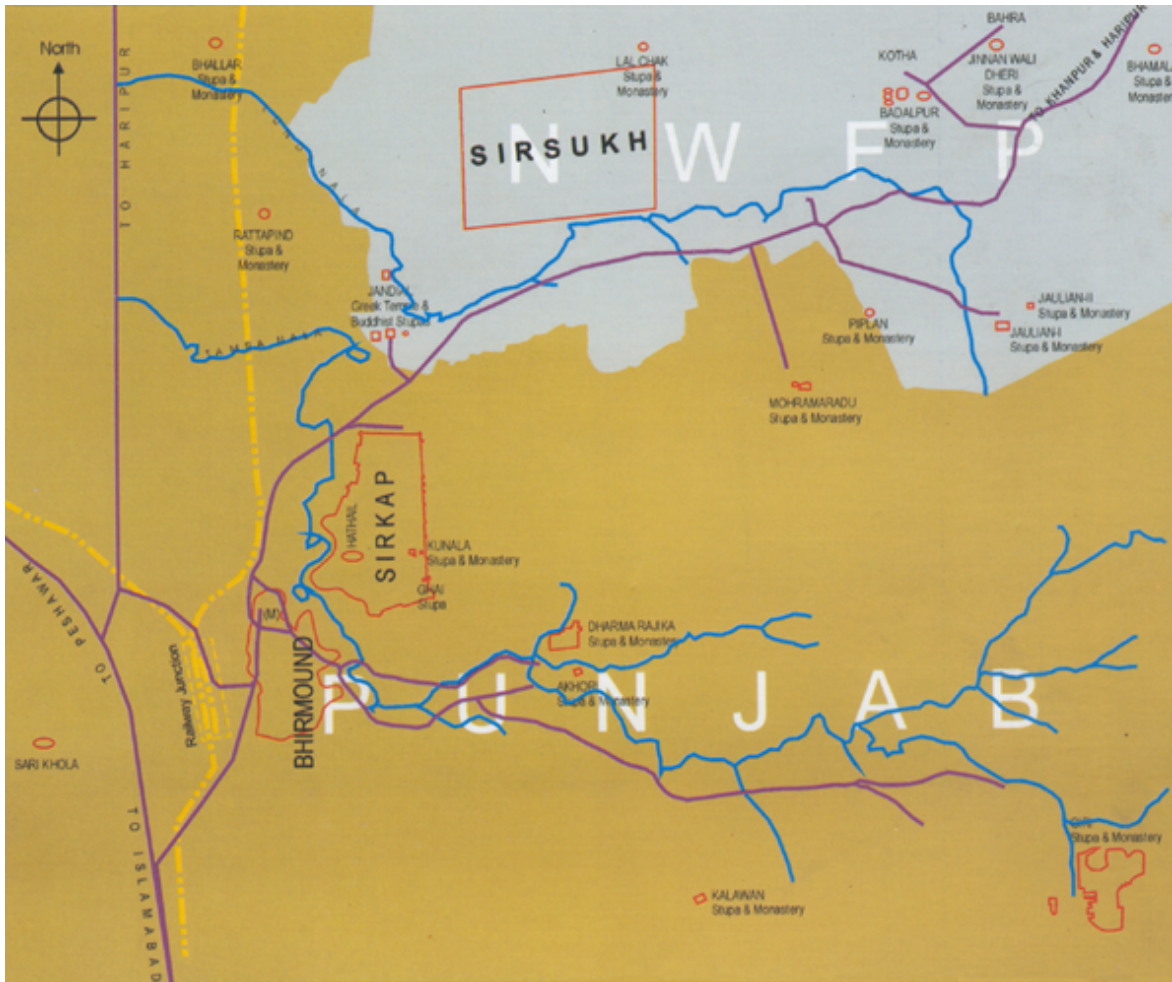 North
TO HARIPUR
BHALLAR
Stupa &
Monastery
LAL CHAK
Stupa &
Monastery
BAHRA
KOTHA
JINNAN WALI
DHERI
Stupa &
Monastery
TO KHANPUR & HARIPUR
BHAMALA
Stupa &
Monastery
BADALPUR
Stupa &
Monastery
SIRSUKH
N W F P
NALA
RATTAPIND
Stupa &
Monastery
JANDIAL
Greek Temple &
Buddhist Stupas
TAMRA NALA
PIPLAN
Stupa & Monastery
JAULIAN-II
Stupa & Monastery
JAULIAN-I
Stupa & Monastery
MOHRAMARADU
Stupa & Monastery
HATHAIL
SIRKAP
KUNALA
Stupa & Monastery
GHAI
Stupa
TO PESHAWAR
(M)
DHARMA RAJIKA
Stupa & Monastery
Railway Junction
BHIRMOUND
AKHORI
Stupa & Monastery
P U N J A B
SARI KHOLA
TO ISLAMABAD
GIRI
Stupa & Monastery
KALAWAN
Stupa & Monastery